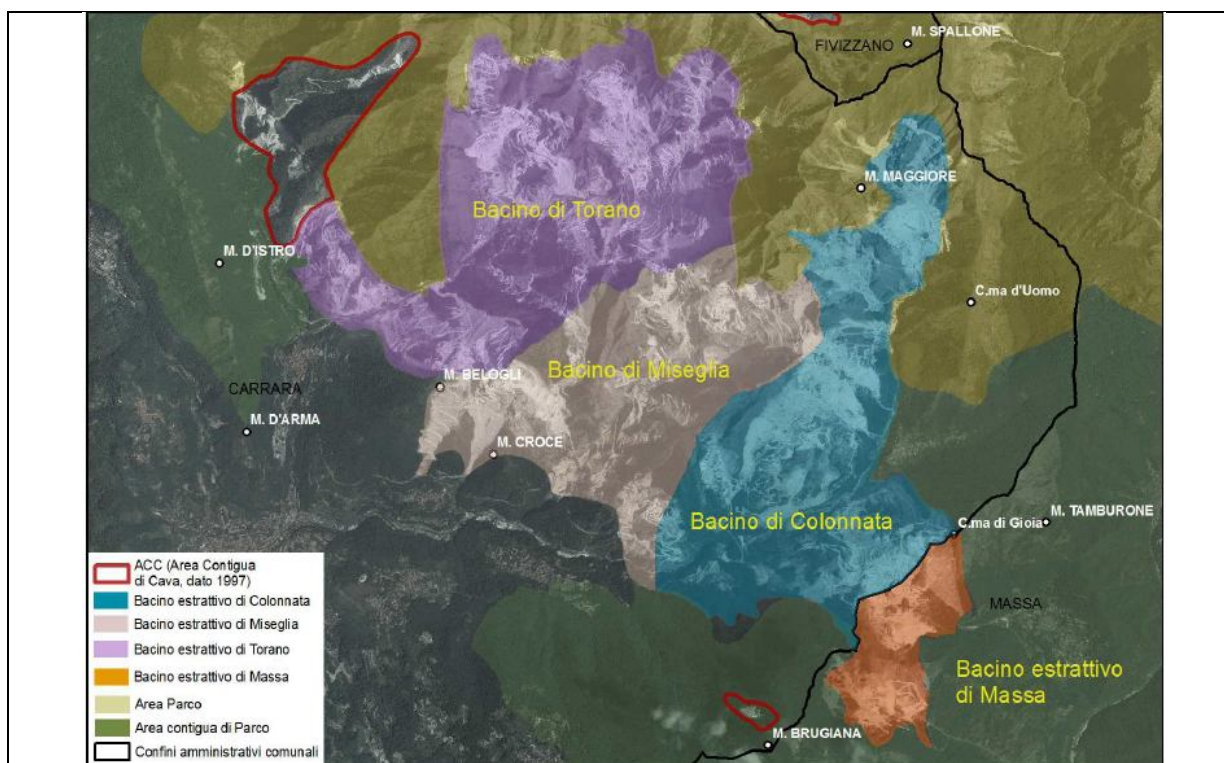 M. SPALLONE
FIVIZZANO
M. MAGGIORE
Bacino di Torano
M. D'ISTRO
C.ma d'Uomo
Bacino di Miseglia
M. BELOGLI
CARRARA
M. D'ARMA
M. CROCE
Bacino di Colonnata
C.ma di Gioia
M. TAMBURONE
MASSA
Bacino estrattivo
di Massa
M. BRUGIANA
ACC (Area Contigua
di Cava, dato 1997)
Bacino estrattivo di Colonnata
Bacino estrattivo di Miseglia
Bacino estrattivo di Torano
Bacino estrattivo di Massa
Area Parco
Area contigua di Parco
Confini amministrativi comunali